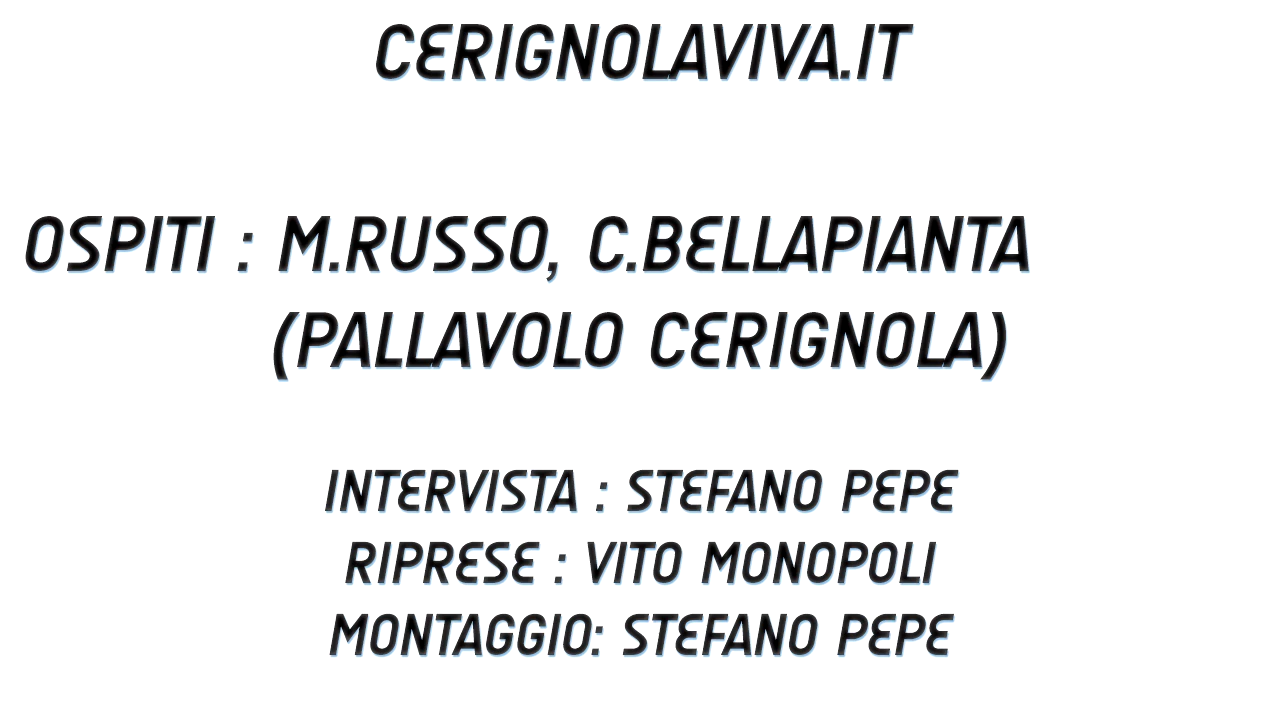 CERIGNOLAVIVA.IT
OSPITI : M.RUSSO, C.BELLAPIANTA
(PALLAVOLO CERIGNOLA)
INTERVISTA : STEFANO PEPE
RIPRESE : VITO MONOPOLI
MONTAGGIO: STEFANO PEPE